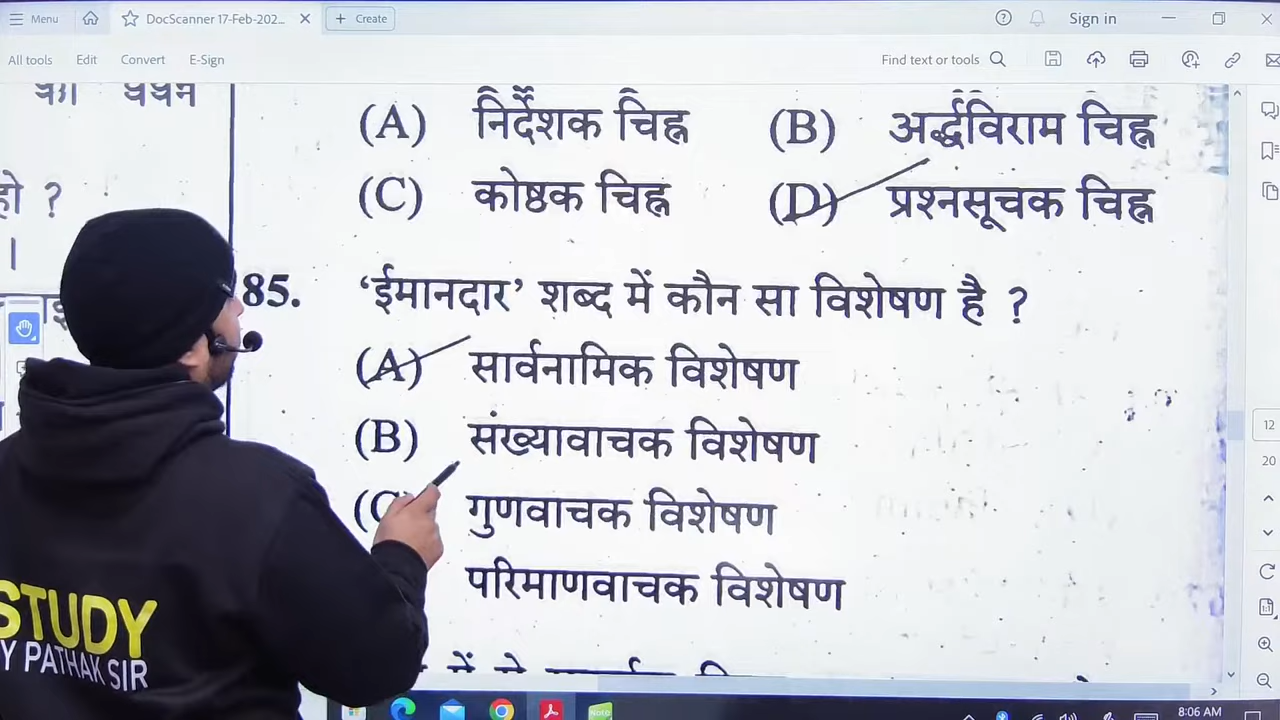 Menu DocScanner 17-Feb-202... × + Create Sign in
All tools Edit Convert E-Sign Find text or tools
(A) निर्देशक चिह्न (B) अर्द्धविराम चिह्न
हो ? (C) कोष्ठक चिह्न (D) प्रश्नसूचक चिह्न
।
85. ‘ईमानदार’ शब्द में कौन सा विशेषण है ?
(A) सार्वनामिक विशेषण
(B) संख्यावाचक विशेषण
12
20
(C) गुणवाचक विशेषण
परिमाणवाचक विशेषण
STUDY
Y PATHAK SIR
8:06 AM